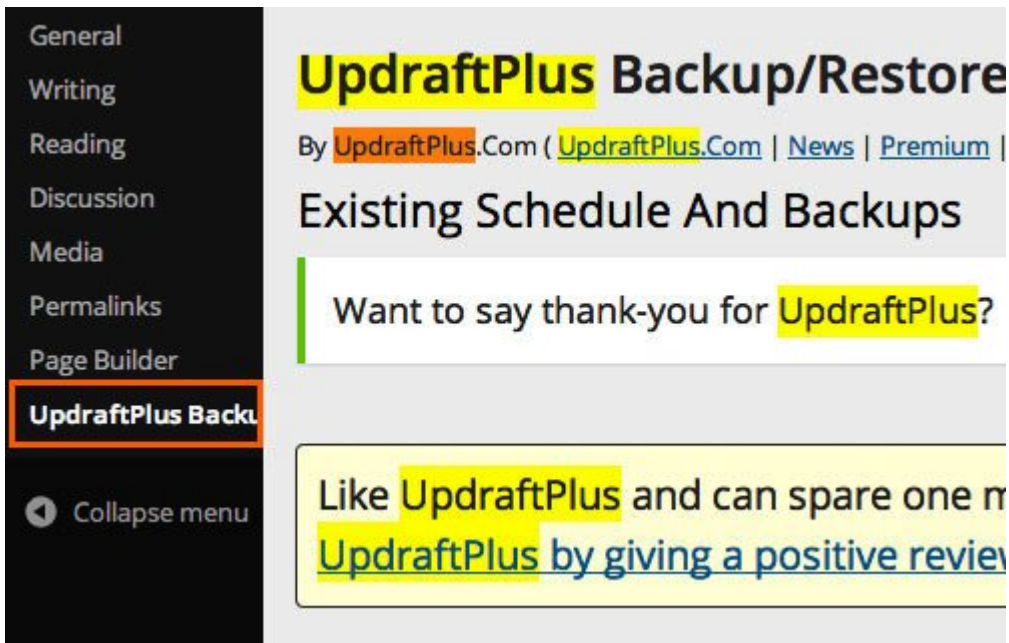 General
Writing
Reading
Discussion
Media
Permalinks
Page Builder
UpdraftPlus Backu
Collapse menu
UpdraftPlus Backup/Restore
By UpdraftPlus.Com ( UpdraftPlus.Com | News | Premium |
Existing Schedule And Backups
Want to say thank-you for UpdraftPlus?
Like UpdraftPlus and can spare one m
UpdraftPlus by giving a positive review